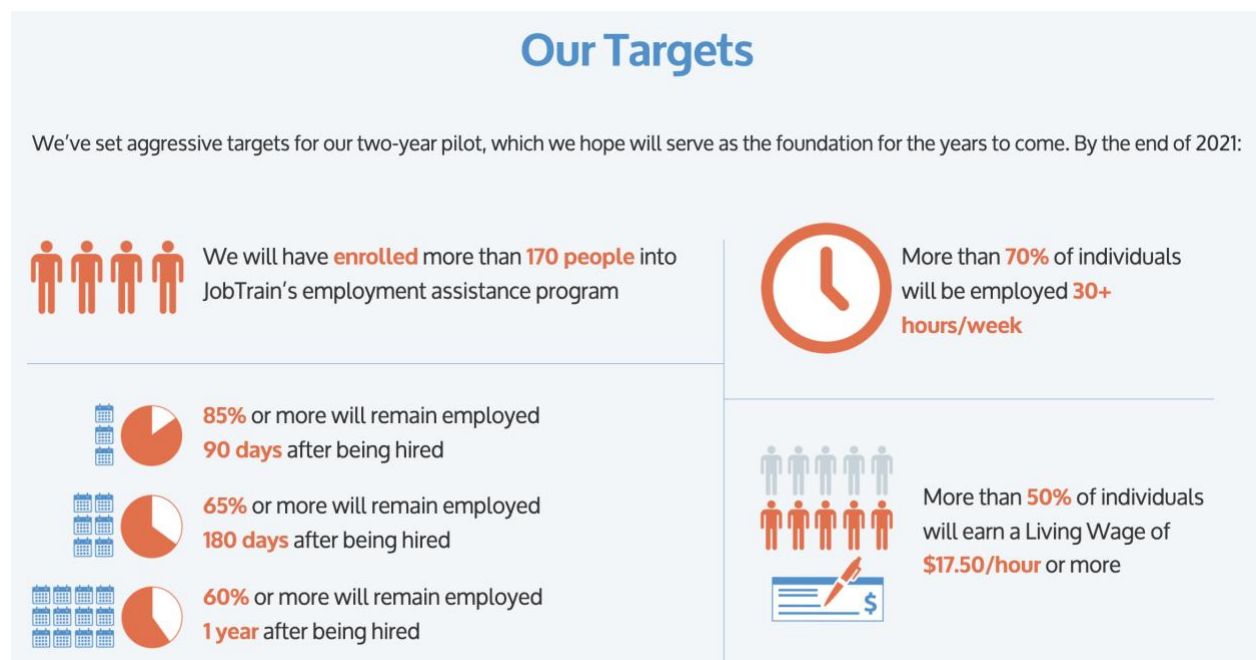 Our Targets
We've set aggressive targets for our two-year pilot, which we hope will serve as the foundation for the years to come. By the end of 2021:
We will have enrolled more than 170 people into
JobTrain's employment assistance program
85% or more will remain employed
90 days after being hired
65% or more will remain employed
180 days after being hired
60% or more will remain employed
1 year after being hired
More than 70% of individuals
will be employed 30+
hours/week
More than 50% of individuals
will earn a Living Wage of
$17.50/hour or more
$